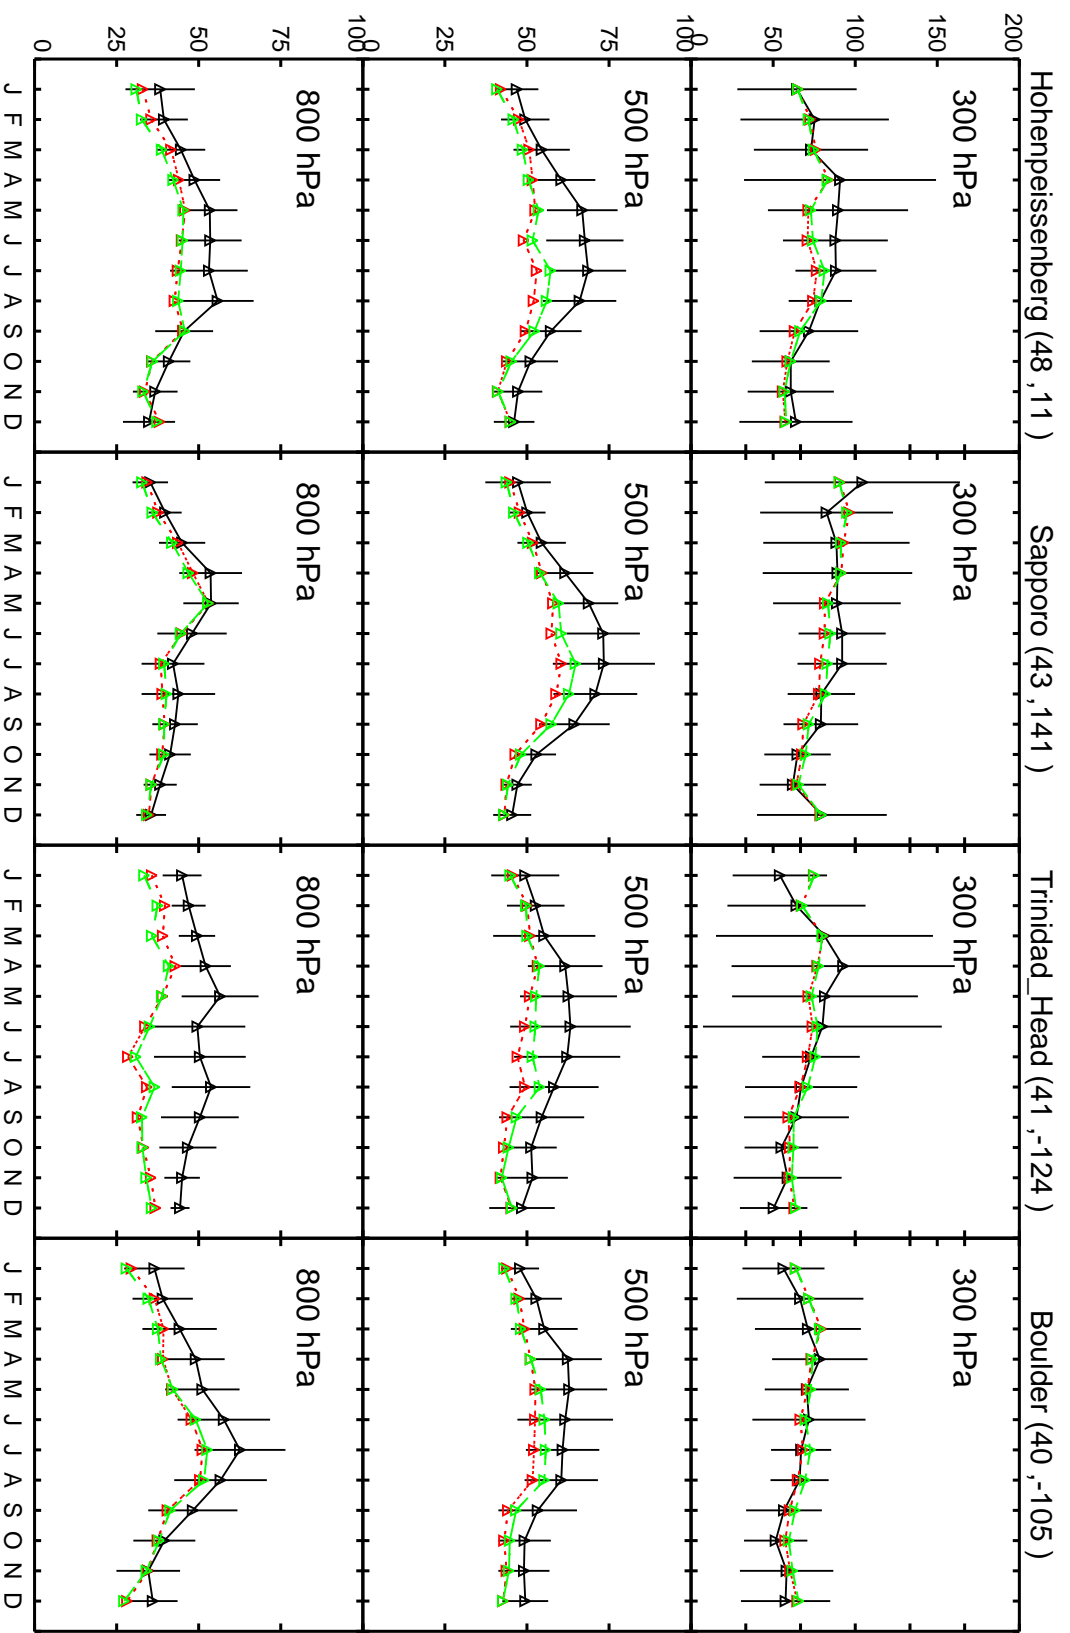 Hohenpeissenberg (48 ,11 )
Sapporo (43 ,141 )
Trinidad_Head (41 ,-124 )
Boulder (40 ,-105 )
200
300 hPa
300 hPa
300 hPa
300 hPa
150
100
50
0
100
500 hPa
500 hPa
500 hPa
500 hPa
75
50
25
0
100
800 hPa
800 hPa
800 hPa
800 hPa
75
50
25
0
J F M A M J J A S O N D
J F M A M J J A S O N D
J F M A M J J A S O N D
J F M A M J J A S O N D